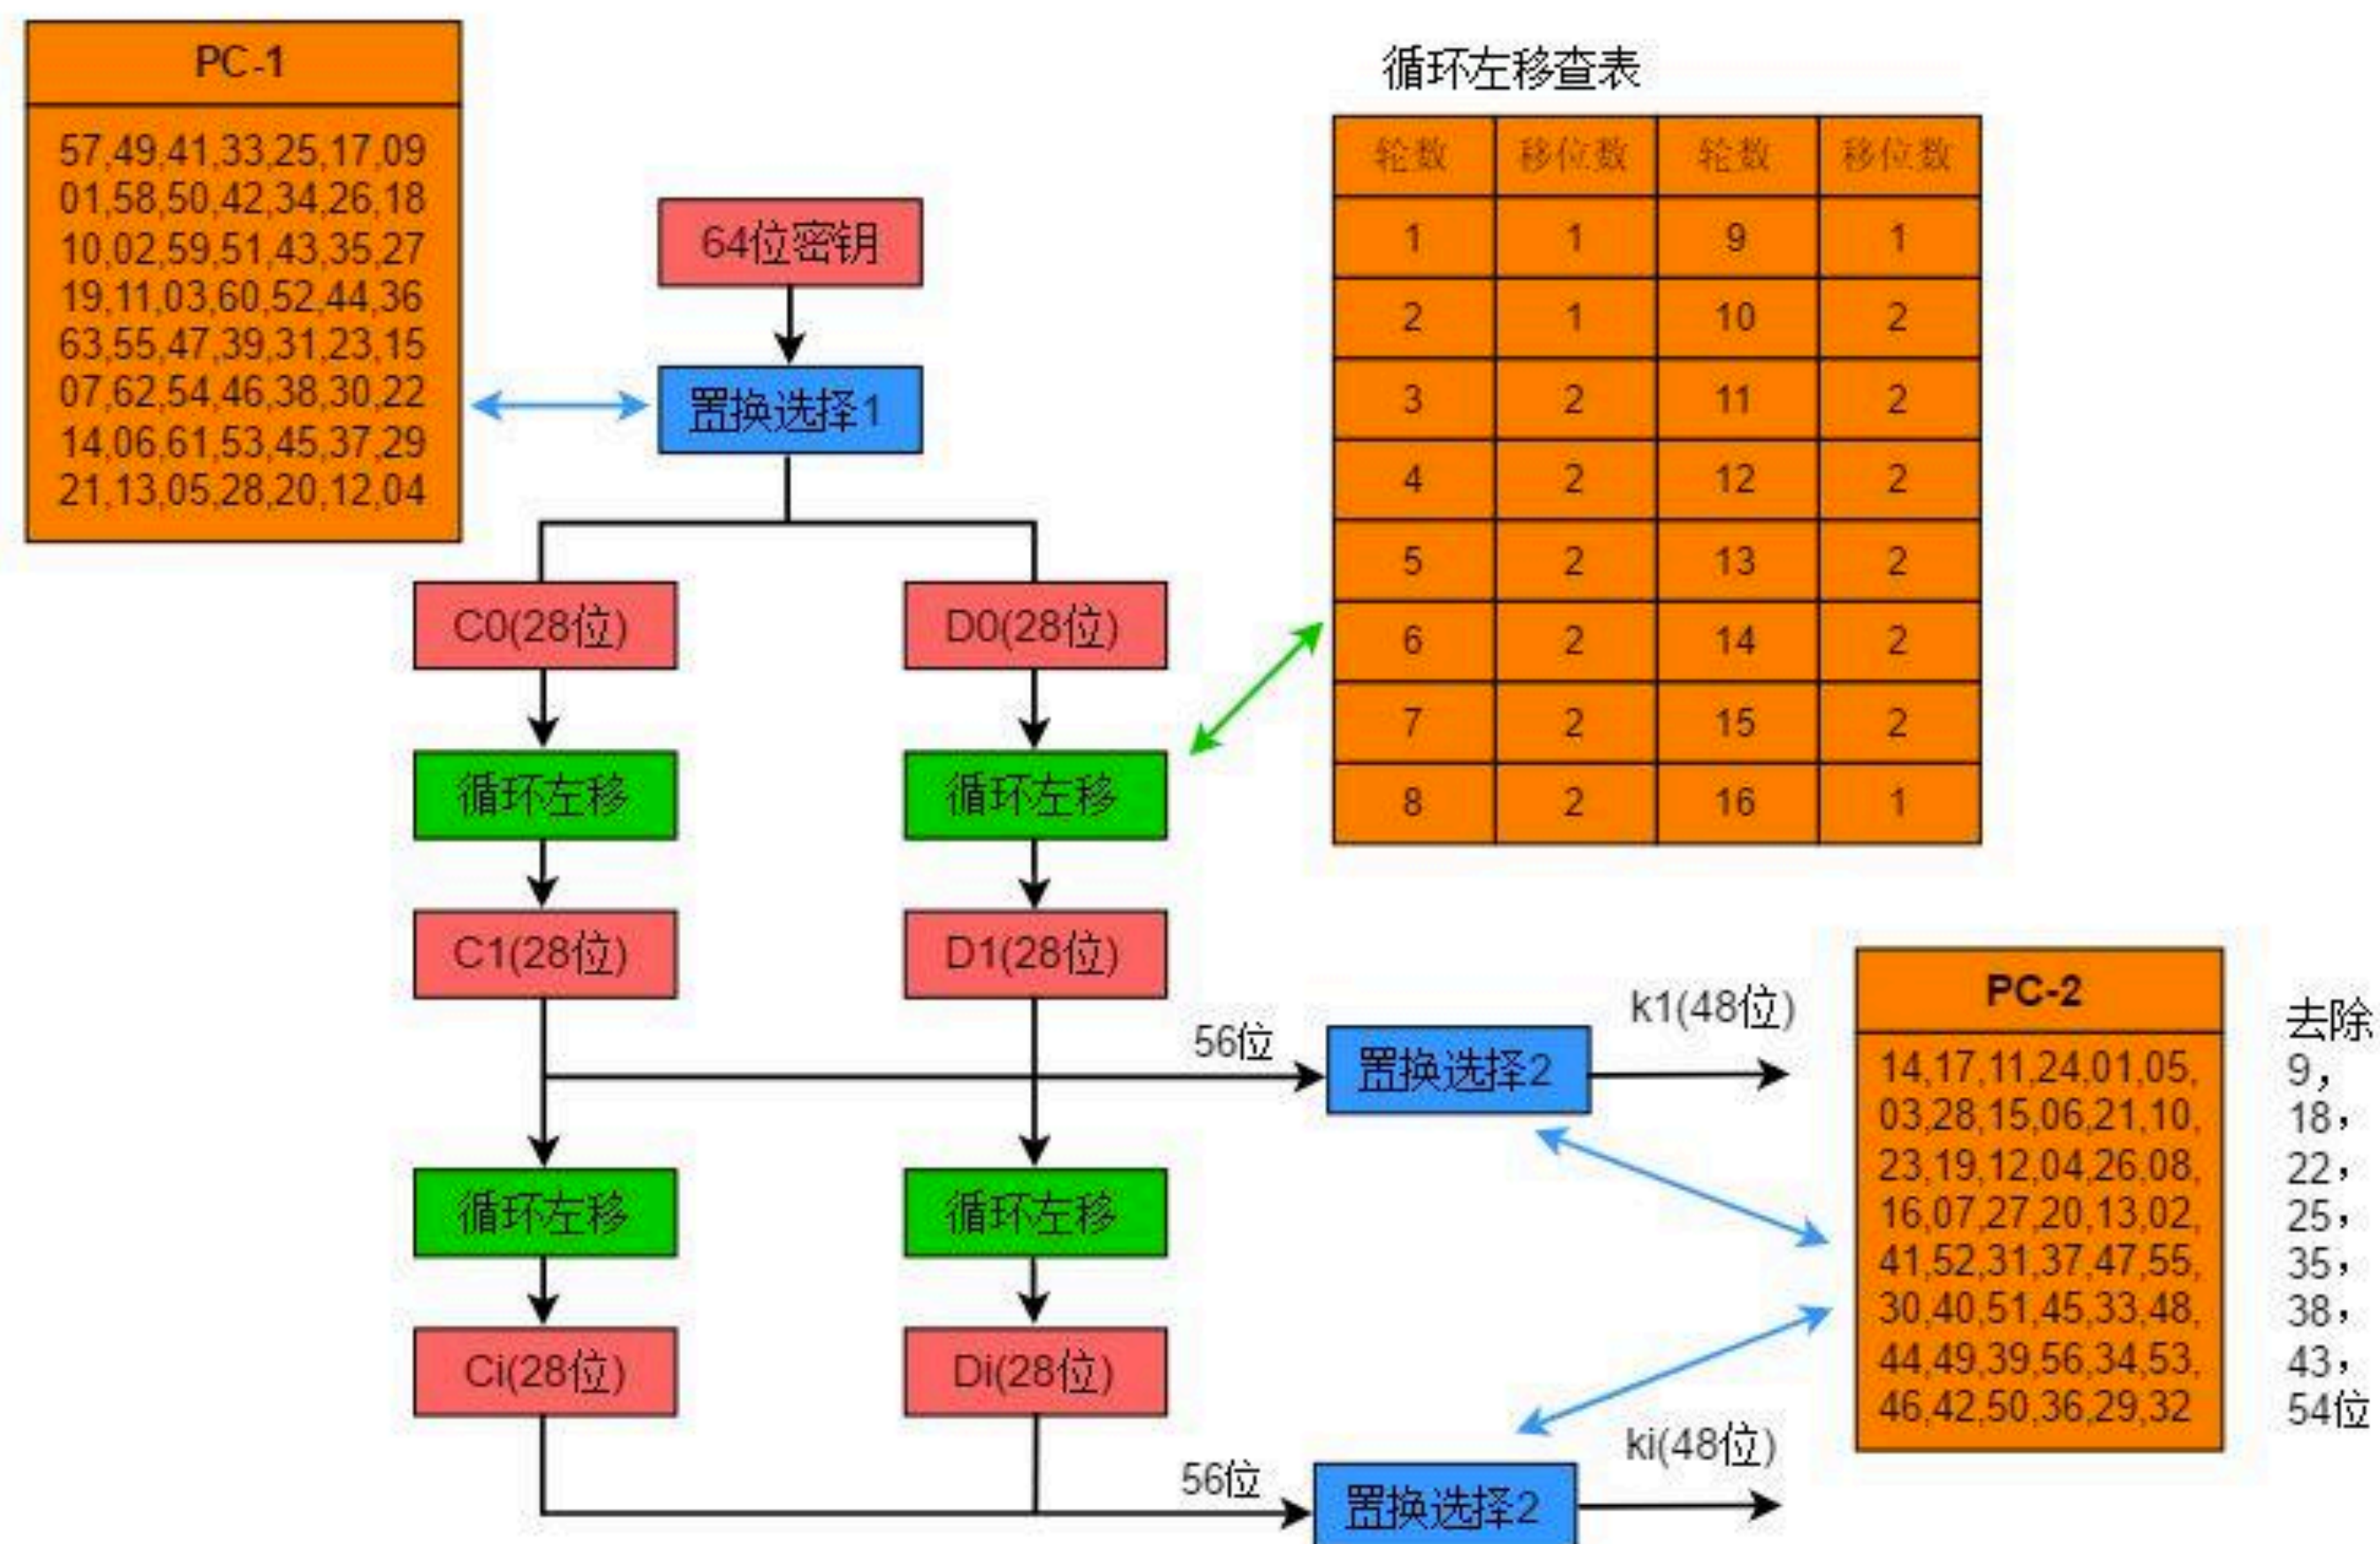 PC-1
57,49,41,33,25,17,09
01,58,50,42,34,26,18
10,02,59,51,43,35,27
19,11,03,60,52,44,36
63,55,47,39,31,23,15
07,62,54,46,38,30,22
14,06,61,53,45,37,29
21,13,05,28,20,12,04
64位密钥
置换选择1
循环左移查表
轮数 移位数 轮数 移位数
1 1 9 1
2 1 10 2
3 2 11 2
4 2 12 2
5 2 13 2
6 2 14 2
7 2 15 2
8 2 16 1
C0(28位) D0(28位)
循环左移 循环左移
C1(28位) D1(28位)
56位
置换选择2
k1(48位)
循环左移 循环左移
Ci(28位) Di(28位)
56位
置换选择2
ki(48位)
PC-2
14,17,11,24,01,05,
03,28,15,06,21,10,
23,19,12,04,26,08,
16,07,27,20,13,02,
41,52,31,37,47,55,
30,40,51,45,33,48,
44,49,39,56,34,53,
46,42,50,36,29,32
去除
9，
18，
22，
25，
35，
38，
43，
54位